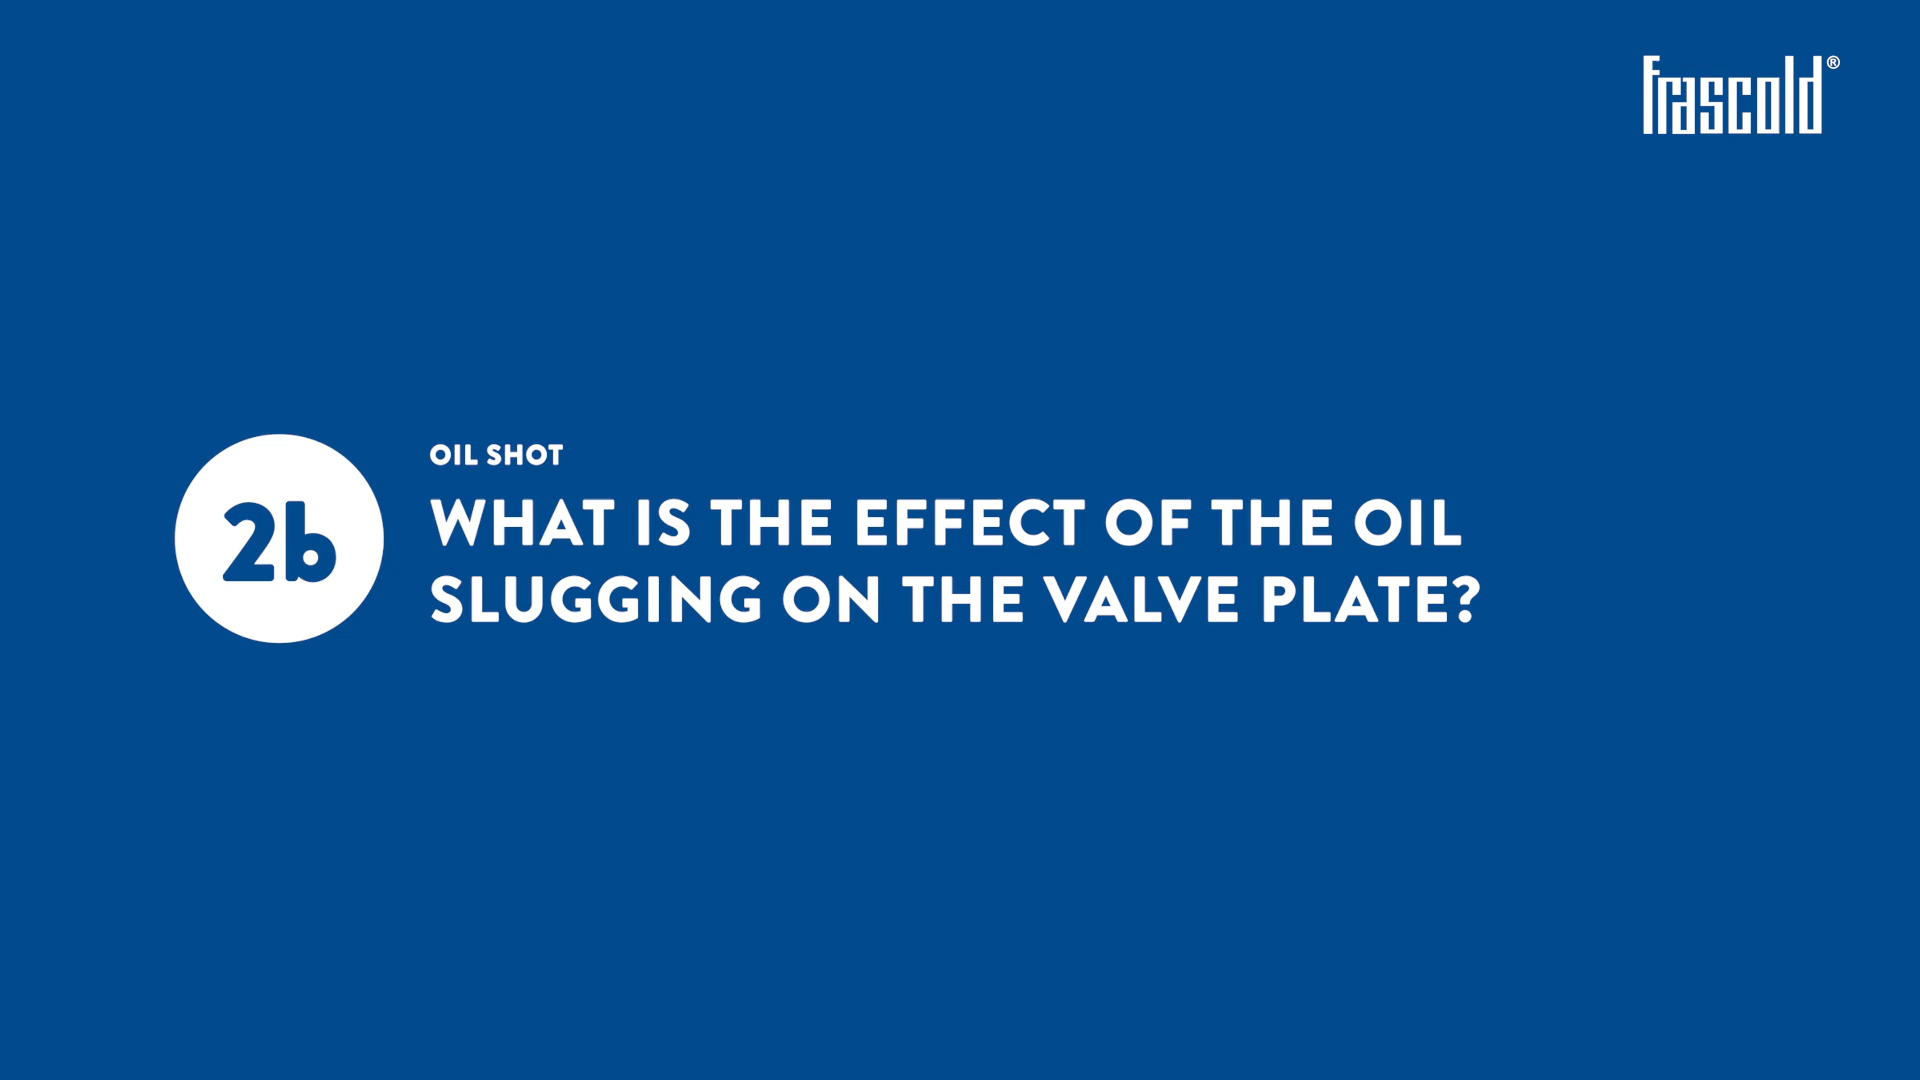 frascold®
2b
OIL SHOT
WHAT IS THE EFFECT OF THE OIL
SLUGGING ON THE VALVE PLATE?